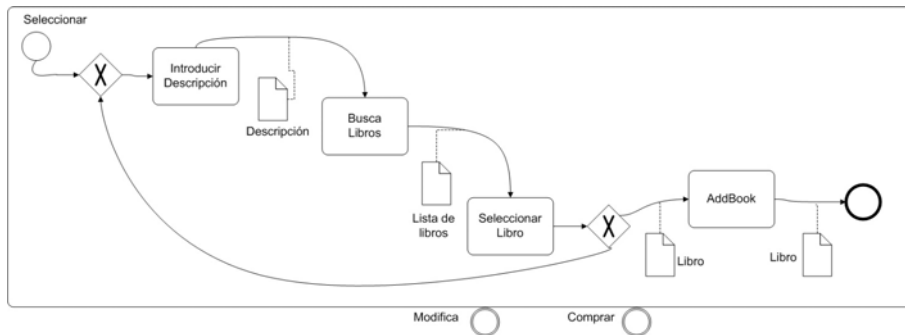 Seleccionar
Introducir
Descripción
Descripción
Busca
Libros
Lista de
libros
Seleccionar
Libro
AddBook
Libro
Libro
Modifica
Comprar